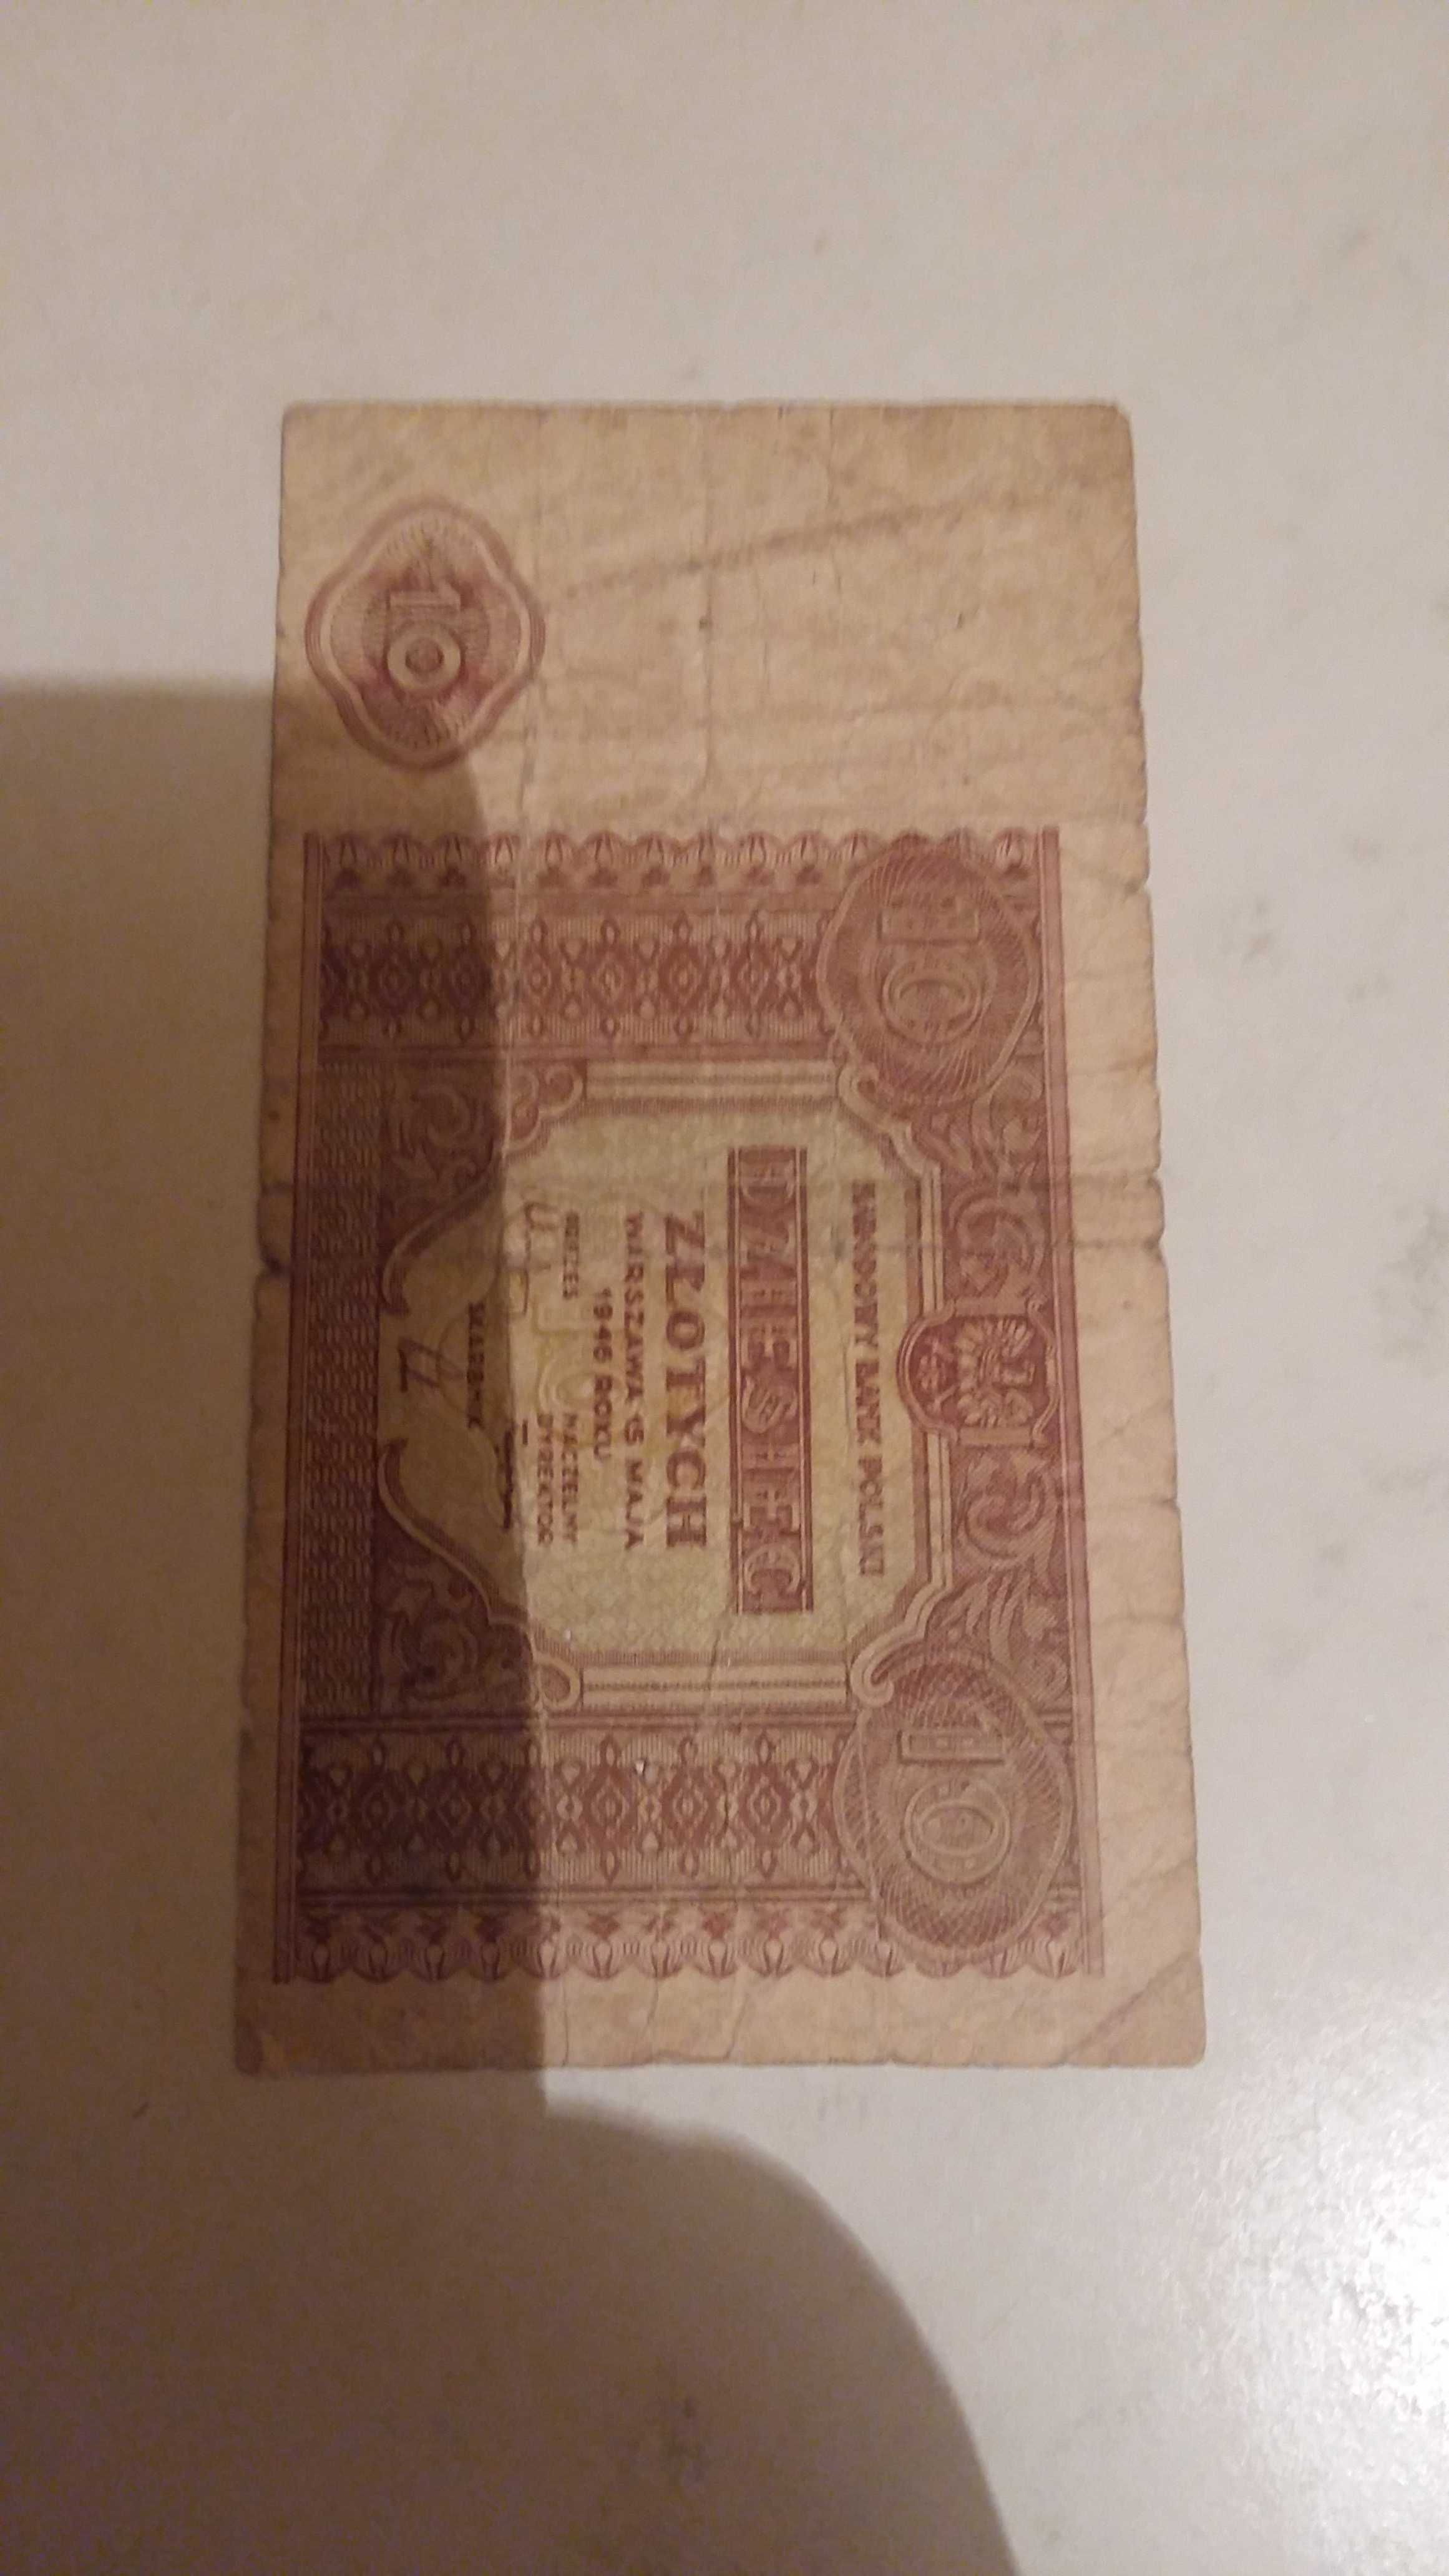 10
10
10
NARODOWY BANK POLSKI
DZIESIĘĆ
ZŁOTYCH
WARSZAWA 15 MAJA
1946 ROKU
PREZES
NACZELNY
DYREKTOR
SKARBNIK